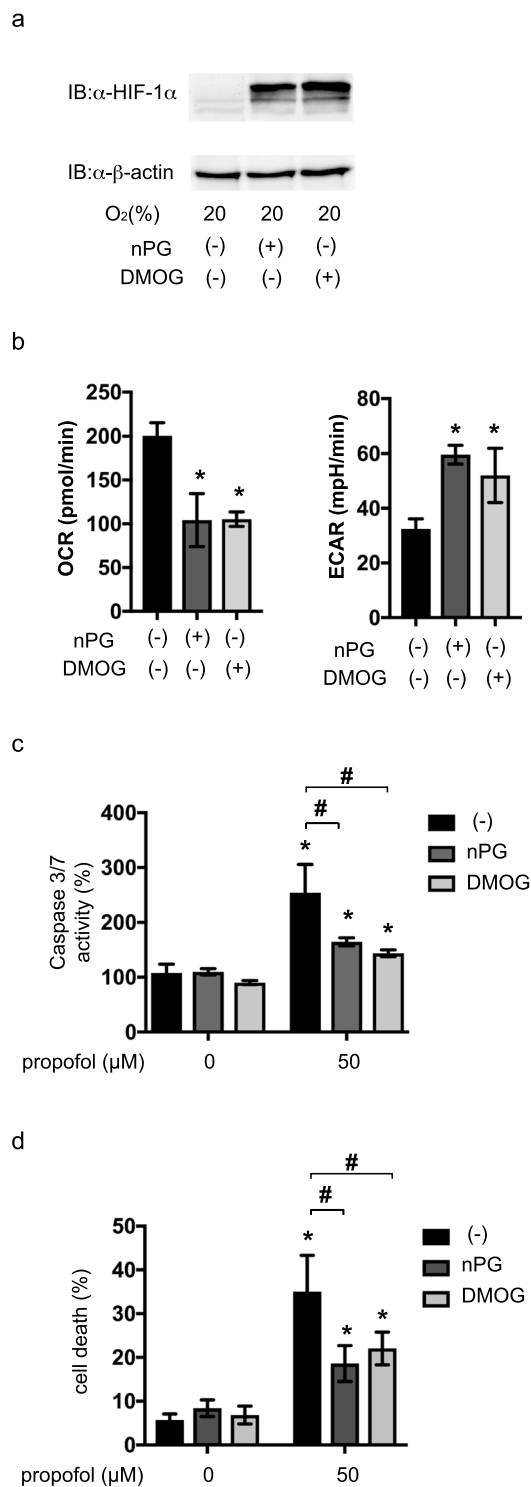 a
IB:α-HIF-1α
IB:α-β-actin
O₂(%) 20 20 20
nPG (-) (+) (-)
DMOG (-) (-) (+)
b
250
200
150
100
50
0
OCR (pmol/min)
* *
nPG (-) (+) (-)
DMOG (-) (-) (+)
80
60
40
20
0
ECAR (mpH/min)
* *
nPG (-) (+) (-)
DMOG (-) (-) (+)
c
#
#
400
300
200
100
0
Caspase 3/7
activity (%)
* * *
(-)
nPG
DMOG
propofol (μM) 0 50
d
#
#
50
40
30
20
10
0
cell death (%)
* * *
(-)
nPG
DMOG
propofol (μM) 0 50